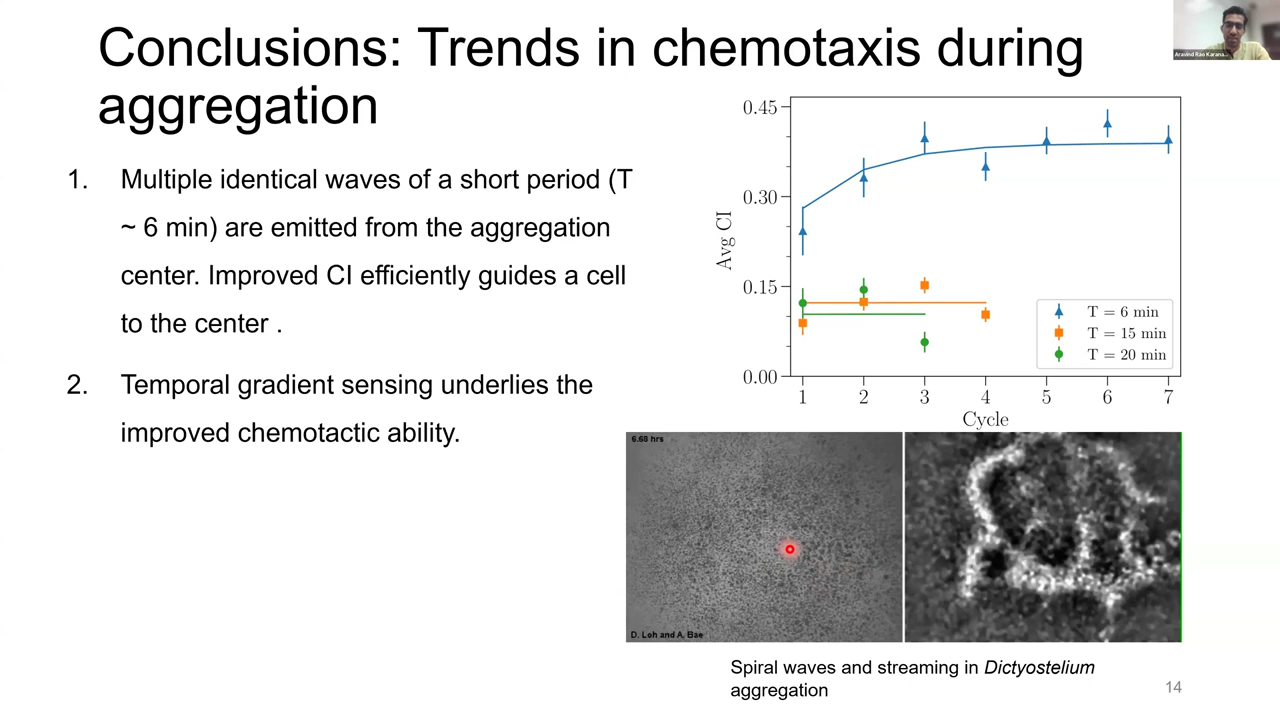 Conclusions: Trends in chemotaxis during
aggregation
Aravind Rao Karana...
1. Multiple identical waves of a short period (T
~ 6 min) are emitted from the aggregation
center. Improved CI efficiently guides a cell
to the center .
2. Temporal gradient sensing underlies the
improved chemotactic ability.
Avg CI
0.45
0.30
0.15
0.00
1 2 3 4 5 6 7
Cycle
T = 6 min
T = 15 min
T = 20 min
6.68 hrs
D. Loh and A. Bae
Spiral waves and streaming in Dictyostelium
aggregation
14